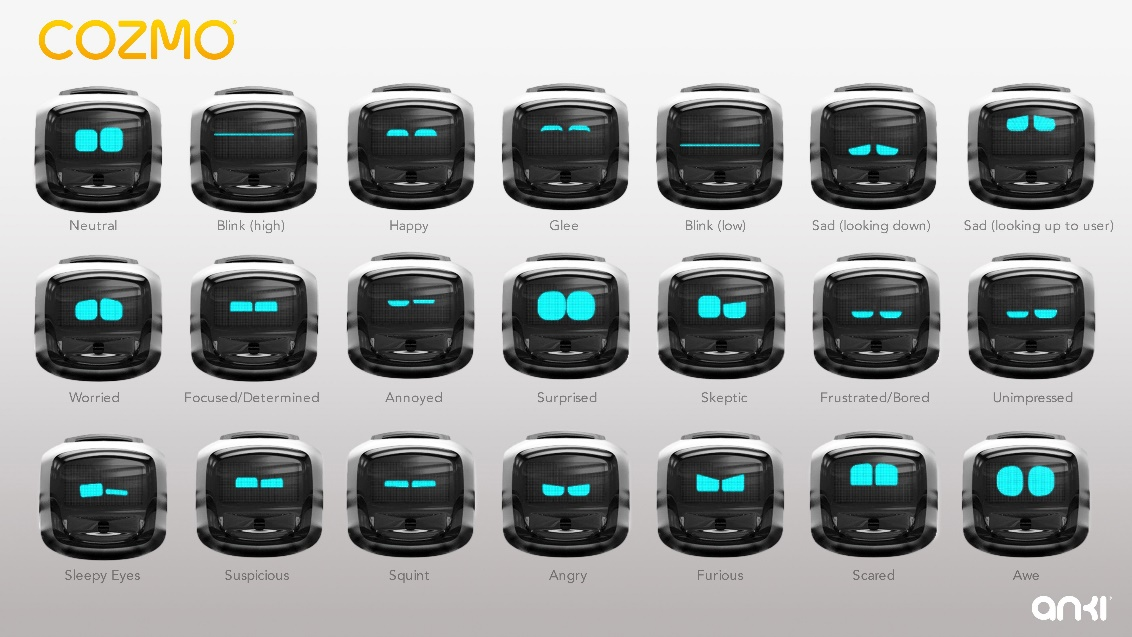 COZMO
Neutral
Blink (high)
Happy
Glee
Blink (low)
Sad (looking down)
Sad (looking up to user)
Worried
Focused/Determined
Annoyed
Surprised
Skeptic
Frustrated/Bored
Unimpressed
Sleepy Eyes
Suspicious
Squint
Angry
Furious
Scared
Awe
anki